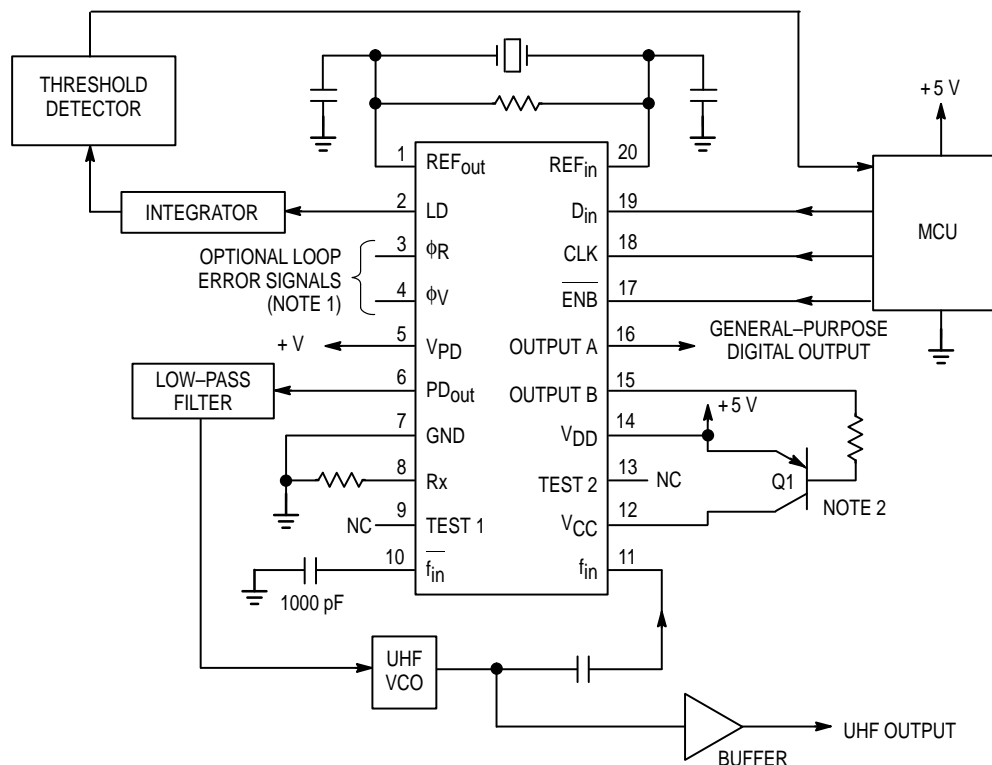 THRESHOLD
DETECTOR
+ 5 V
1
REFout
REFin
20
INTEGRATOR
2
LD
Din
19
MCU
OPTIONAL LOOP
ERROR SIGNALS
(NOTE 1)
3
ϕR
CLK
18
4
ϕV
ENB
17
+ V
5
VPD
OUTPUT A
16
GENERAL–PURPOSE
DIGITAL OUTPUT
LOW–PASS
FILTER
6
PDout
OUTPUT B
15
+ 5 V
7
GND
VDD
14
8
Rx
TEST 2
13
NC
Q1
NOTE 2
NC
9
TEST 1
VCC
12
10
fin
fin
11
1000 pF
UHF
VCO
BUFFER
UHF OUTPUT